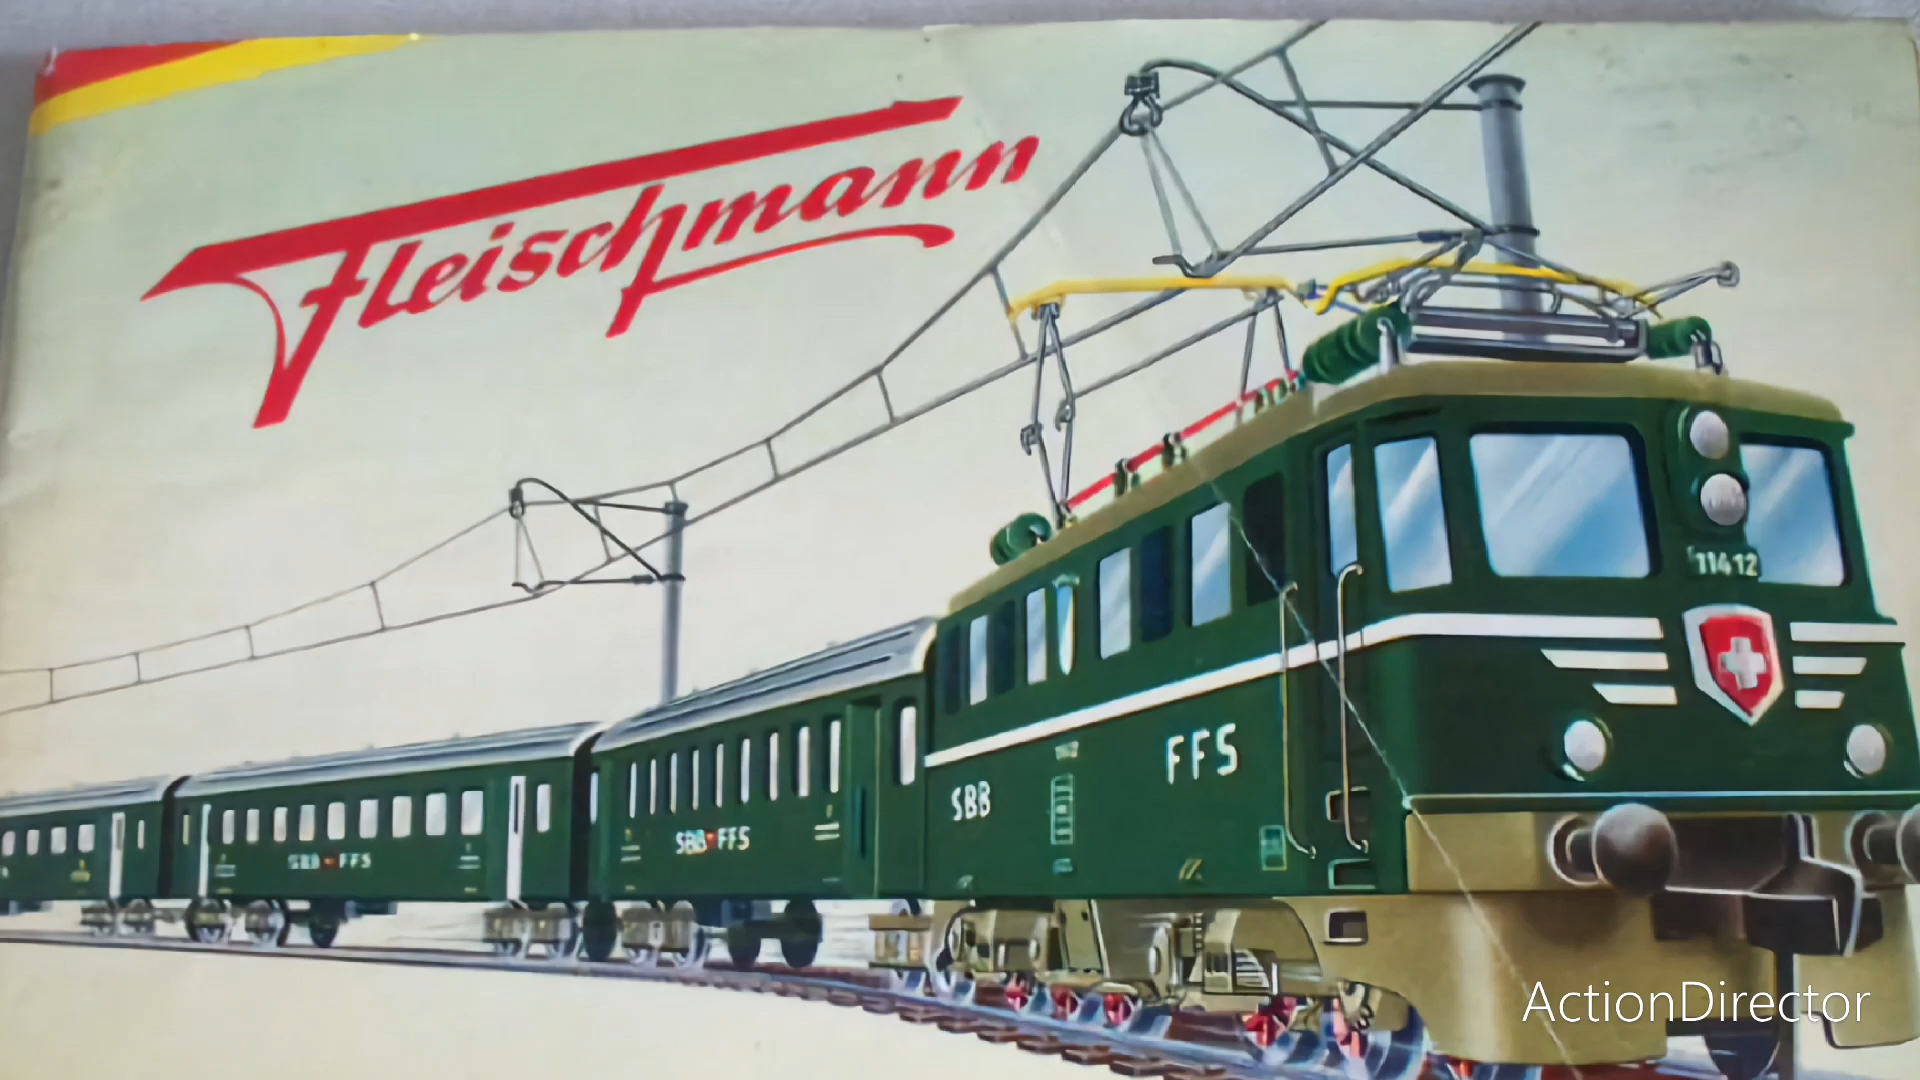 Fleischmann
11412
FFS
SBB
SBB FFS
SBB FFS
ActionDirector